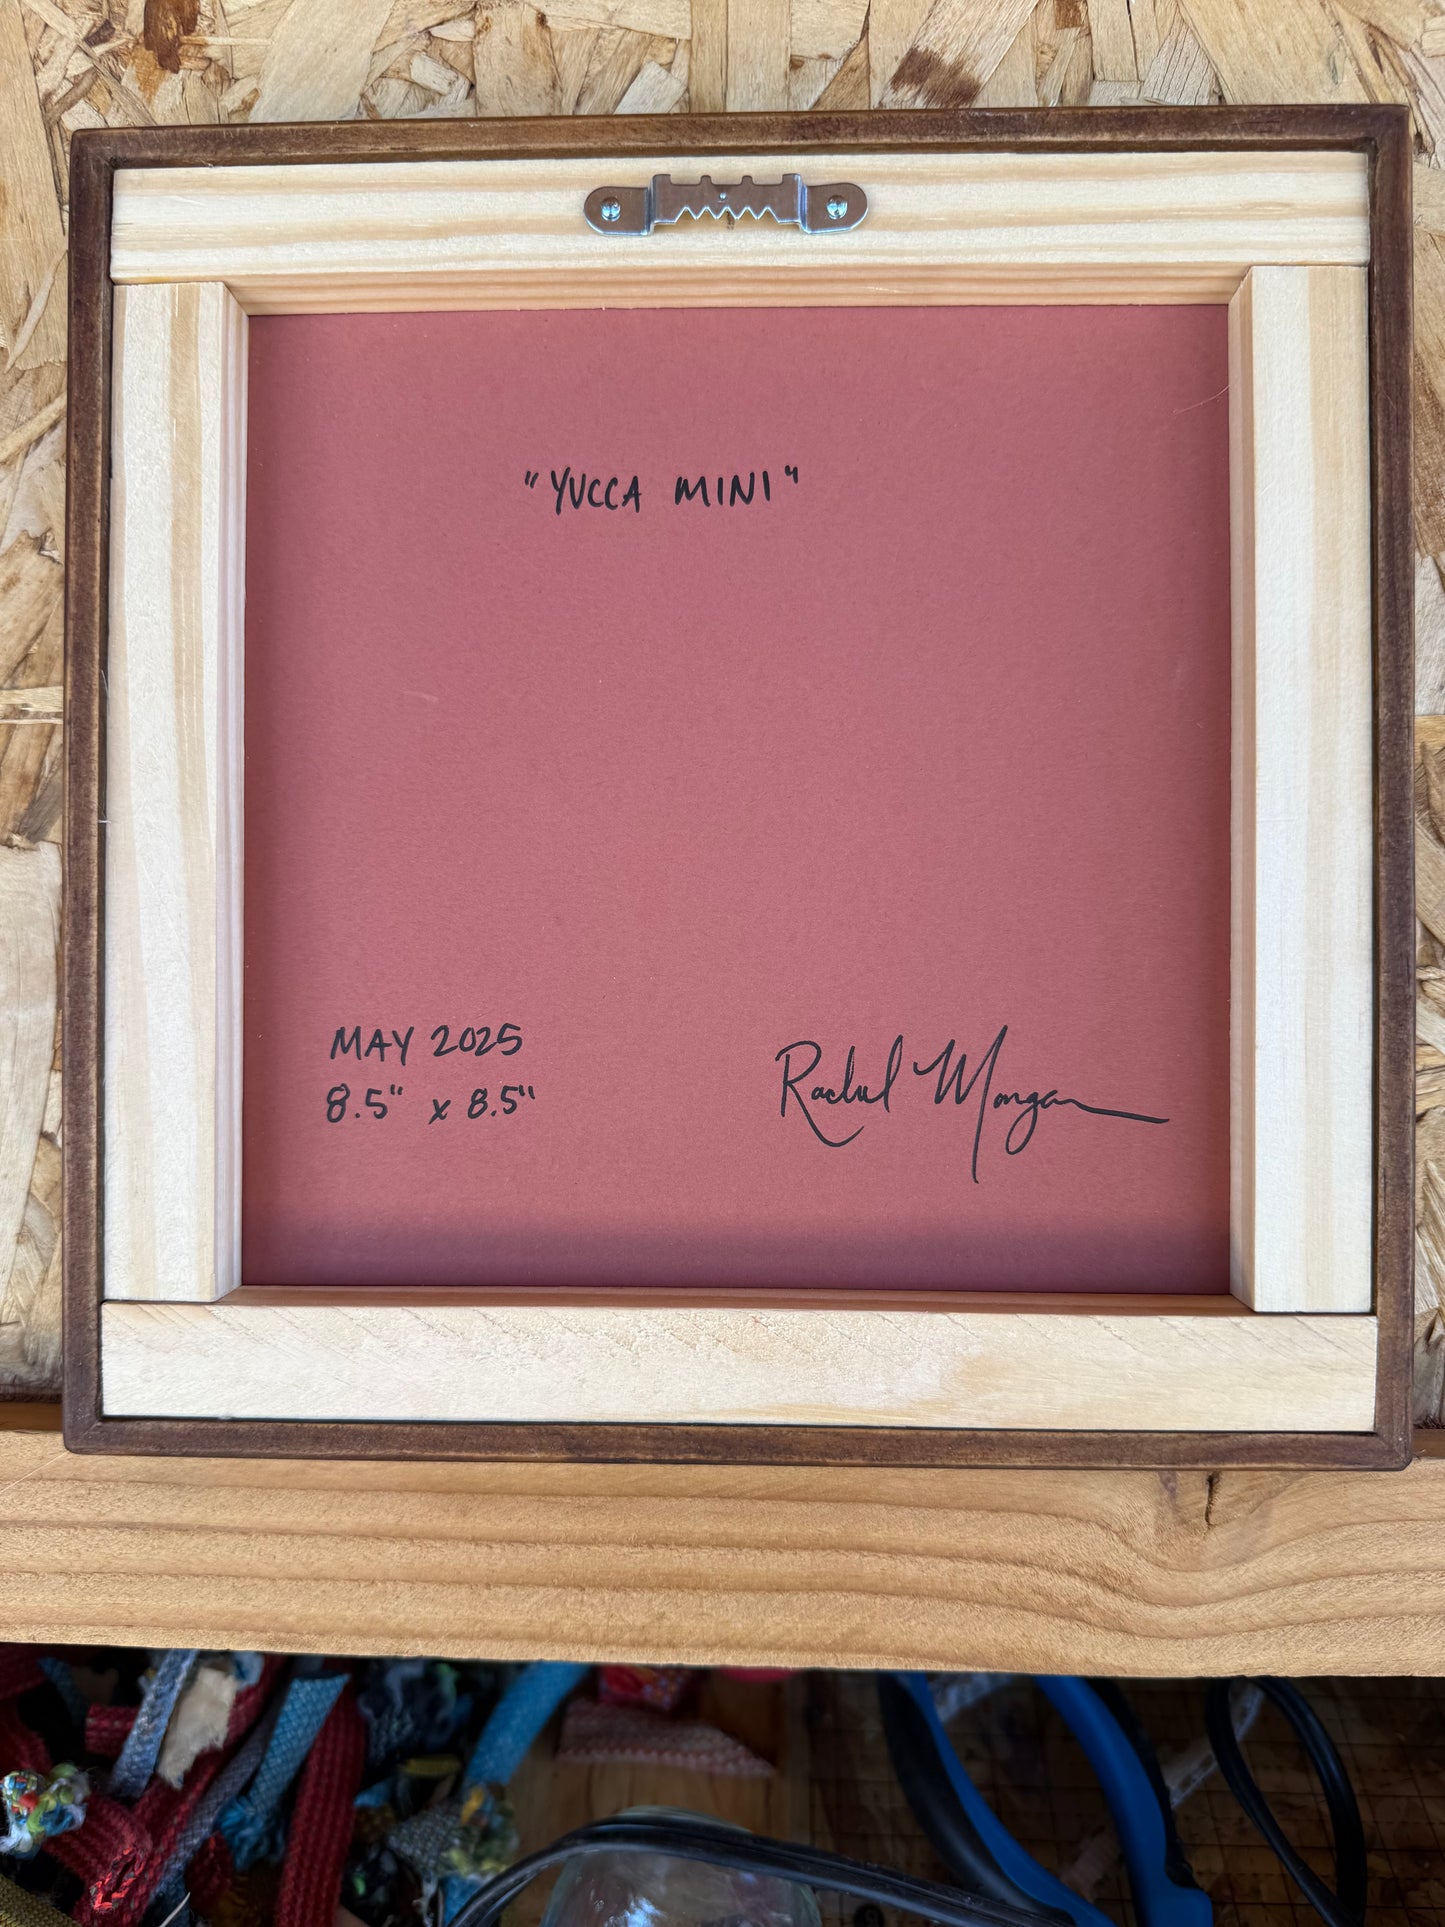 "YUCCA MINI"
MAY 2025
8.5" x 8.5"
Rachel Morgan